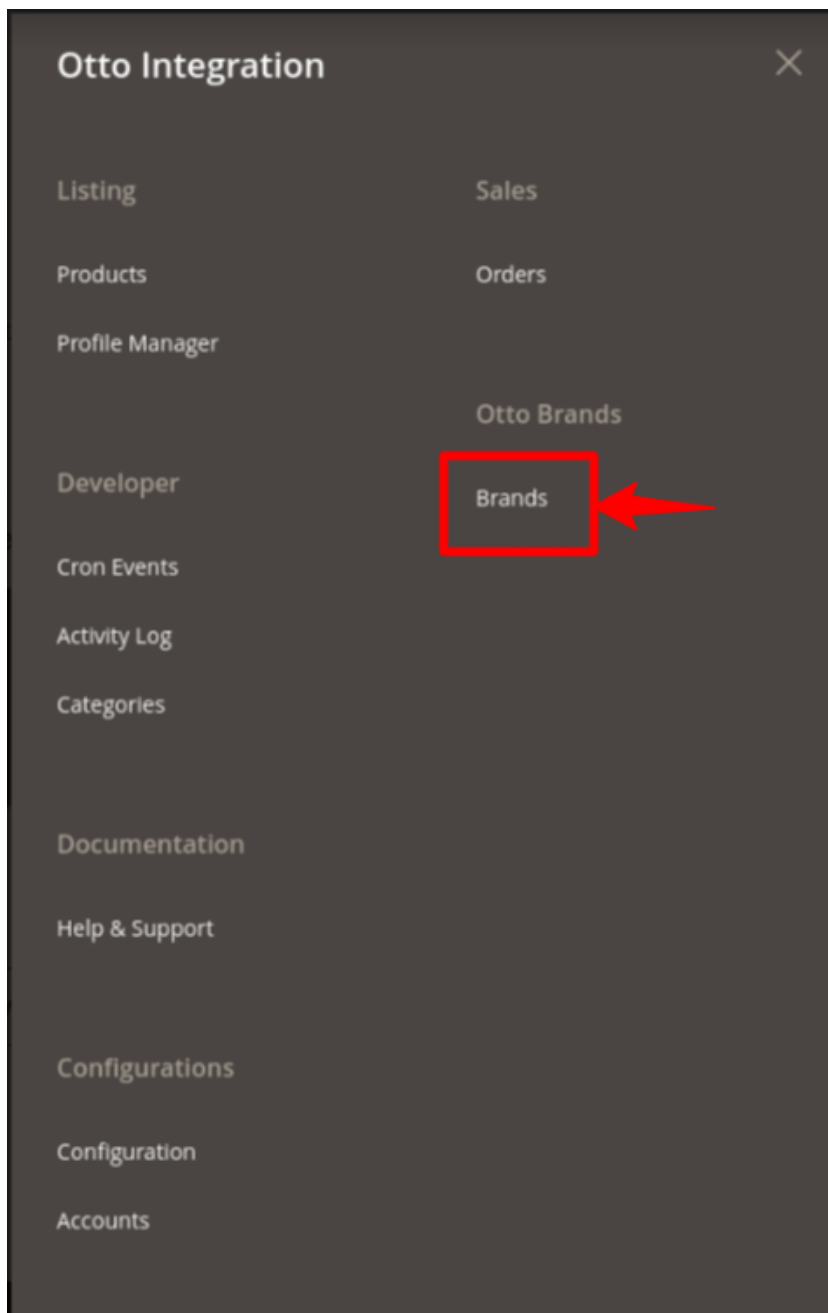 Otto Integration
Listing
Products
Profile Manager
Developer
Cron Events
Activity Log
Categories
Documentation
Help & Support
Configurations
Configuration
Accounts
Sales
Orders
Otto Brands
Brands